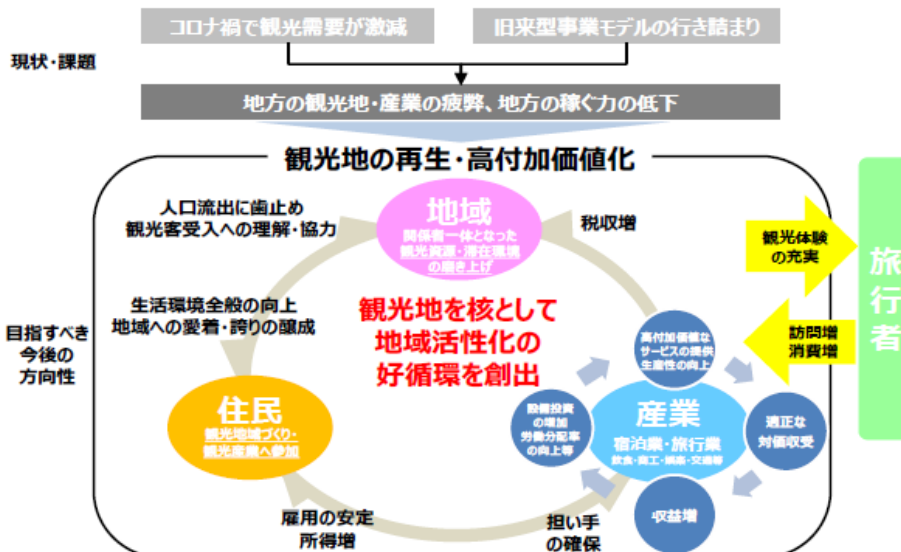 コロナ禍で観光需要が激減
旧来型事業モデルの行き詰まり
現状・課題
地方の観光地・産業の疲弊、地方の稼ぐ力の低下
観光地の再生・高付加価値化
人口流出に歯止め
観光客受入への理解・協力
地域
関係者一体となった
観光資源・滞在環境
の磨き上げ
税収増
観光体験
の充実
旅行者
生活環境全般の向上
地域への愛着・誇りの醸成
観光地を核として
地域活性化の
好循環を創出
訪問増
消費増
目指すべき
今後の
方向性
高付加価値な
サービスの提供
生産性の向上
住民
観光地域づくり・
観光産業へ参加
設備投資
の増加
労働分配率
の向上等
産業
宿泊業・旅行業
飲食・商工・娯楽・交通等
適正な
対価収受
収益増
雇用の安定
所得増
担い手
の確保